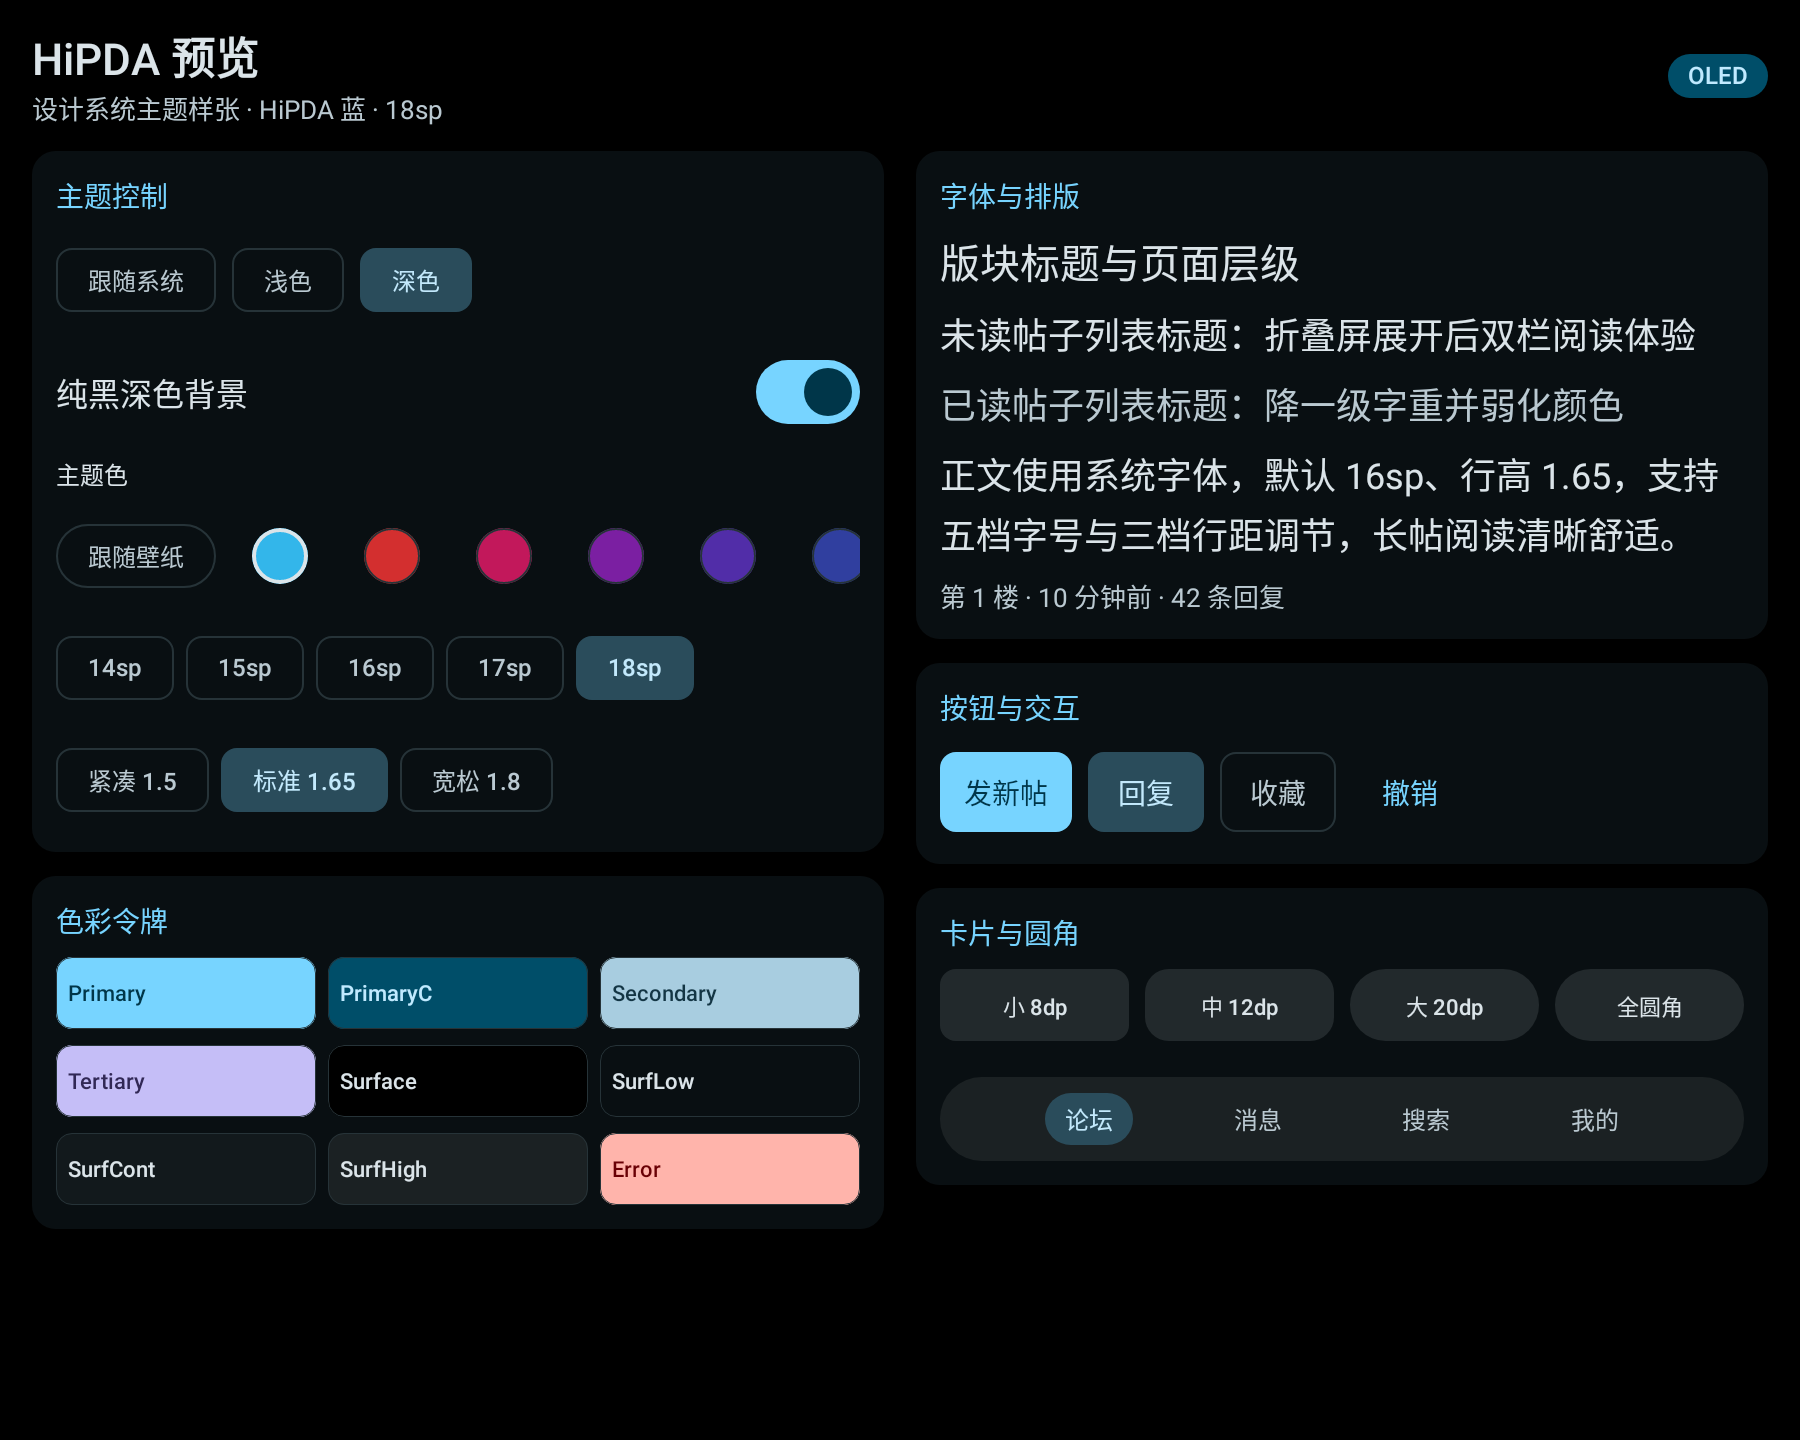 HiPDA 预览
设计系统主题样张 · HiPDA 蓝 · 18sp
OLED
主题控制
跟随系统 浅色 深色
纯黑深色背景
主题色
跟随壁纸
14sp 15sp 16sp 17sp 18sp
紧凑 1.5 标准 1.65 宽松 1.8
色彩令牌
Primary PrimaryC Secondary
Tertiary Surface SurfLow
SurfCont SurfHigh Error
字体与排版
版块标题与页面层级
未读帖子列表标题：折叠屏展开后双栏阅读体验
已读帖子列表标题：降一级字重并弱化颜色
正文使用系统字体，默认 16sp、行高 1.65，支持
五档字号与三档行距调节，长帖阅读清晰舒适。
第 1 楼 · 10 分钟前 · 42 条回复
按钮与交互
发新帖 回复 收藏 撤销
卡片与圆角
小 8dp 中 12dp 大 20dp 全圆角
论坛 消息 搜索 我的